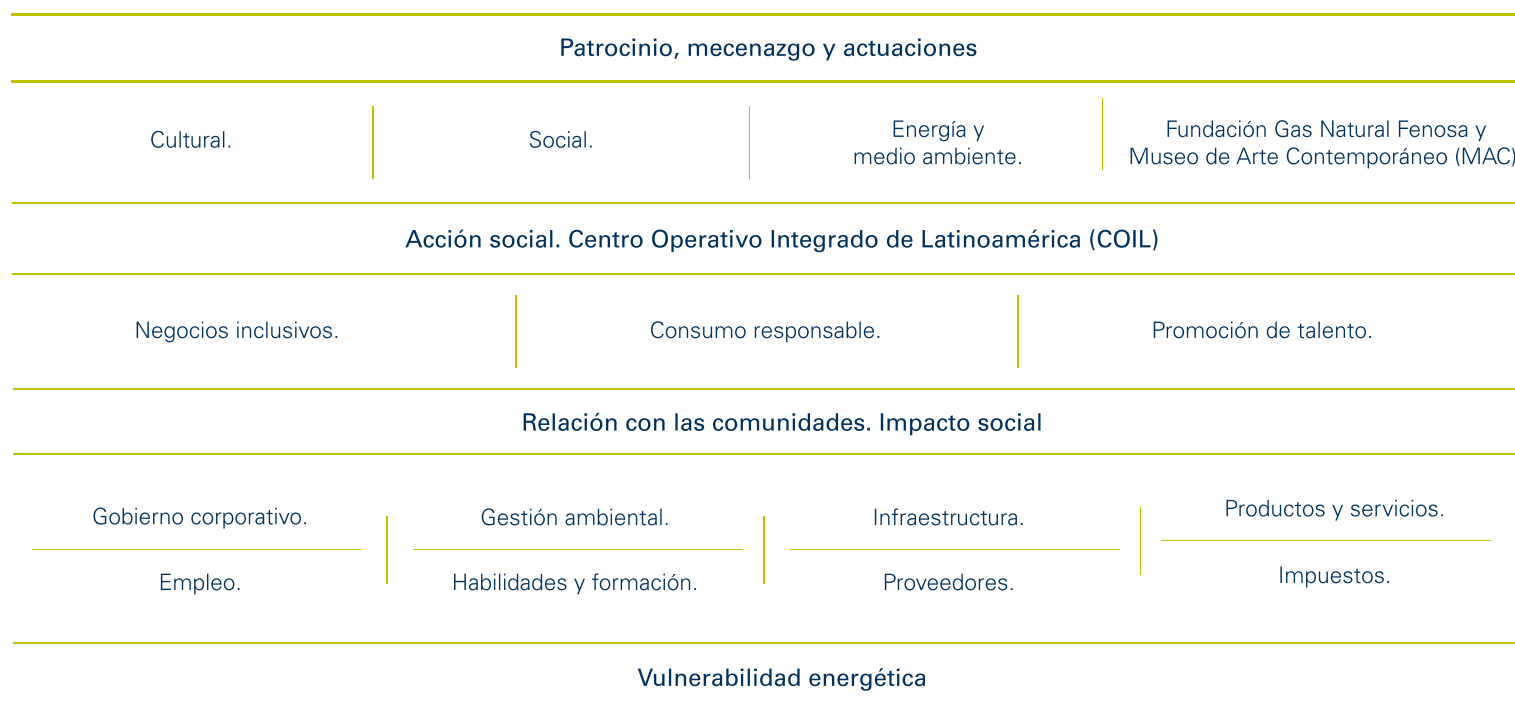 Patrocinio, mecenazgo y actuaciones
Cultural.
Social.
Energía y
medio ambiente.
Fundación Gas Natural Fenosa y
Museo de Arte Contemporáneo (MAC)
Acción social. Centro Operativo Integrado de Latinoamérica (COIL)
Negocios inclusivos.
Consumo responsable.
Promoción de talento.
Relación con las comunidades. Impacto social
Gobierno corporativo.
Gestión ambiental.
Infraestructura.
Productos y servicios.
Empleo.
Habilidades y formación.
Proveedores.
Impuestos.
Vulnerabilidad energética